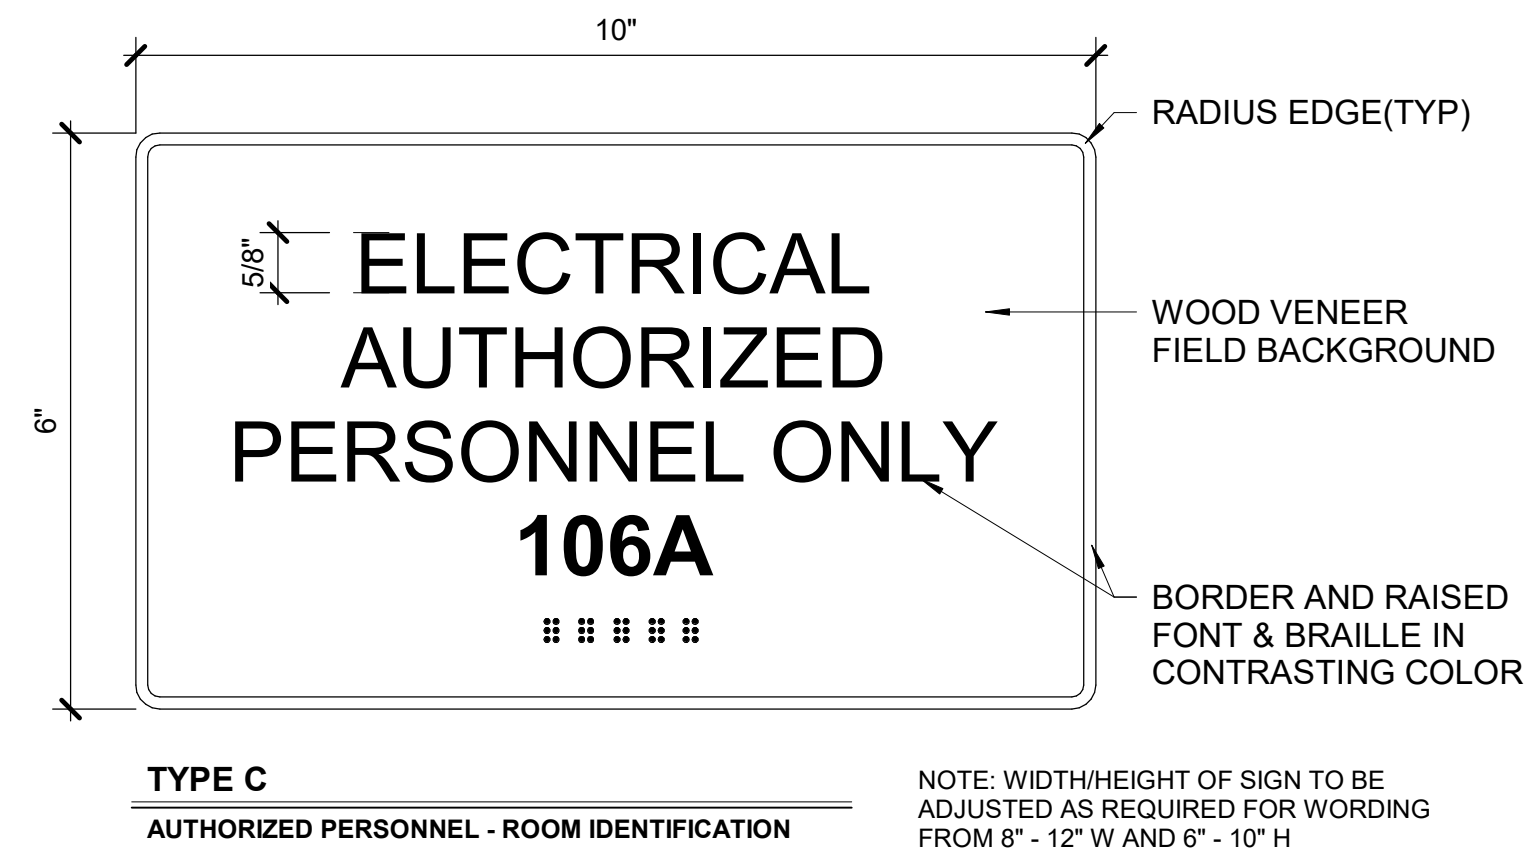 10"
RADIUS EDGE(TYP)
5/8"
ELECTRICAL
AUTHORIZED
PERSONNEL ONLY
106A
⠿ ⠿ ⠿ ⠿ ⠿
WOOD VENEER
FIELD BACKGROUND
6"
BORDER AND RAISED
FONT & BRAILLE IN
CONTRASTING COLOR
TYPE C
AUTHORIZED PERSONNEL - ROOM IDENTIFICATION
NOTE: WIDTH/HEIGHT OF SIGN TO BE
ADJUSTED AS REQUIRED FOR WORDING
FROM 8" - 12" W AND 6" - 10" H